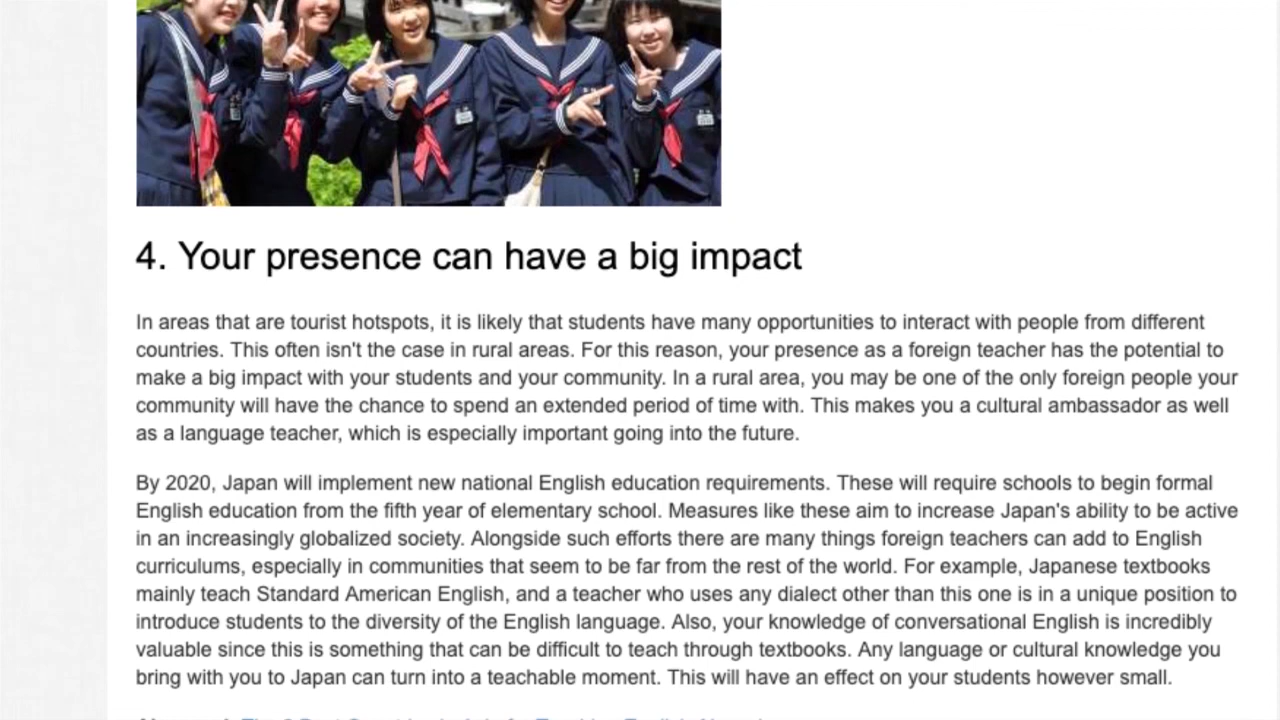 4. Your presence can have a big impact
In areas that are tourist hotspots, it is likely that students have many opportunities to interact with people from different
countries. This often isn't the case in rural areas. For this reason, your presence as a foreign teacher has the potential to
make a big impact with your students and your community. In a rural area, you may be one of the only foreign people your
community will have the chance to spend an extended period of time with. This makes you a cultural ambassador as well
as a language teacher, which is especially important going into the future.
By 2020, Japan will implement new national English education requirements. These will require schools to begin formal
English education from the fifth year of elementary school. Measures like these aim to increase Japan's ability to be active
in an increasingly globalized society. Alongside such efforts there are many things foreign teachers can add to English
curriculums, especially in communities that seem to be far from the rest of the world. For example, Japanese textbooks
mainly teach Standard American English, and a teacher who uses any dialect other than this one is in a unique position to
introduce students to the diversity of the English language. Also, your knowledge of conversational English is incredibly
valuable since this is something that can be difficult to teach through textbooks. Any language or cultural knowledge you
bring with you to Japan can turn into a teachable moment. This will have an effect on your students however small.